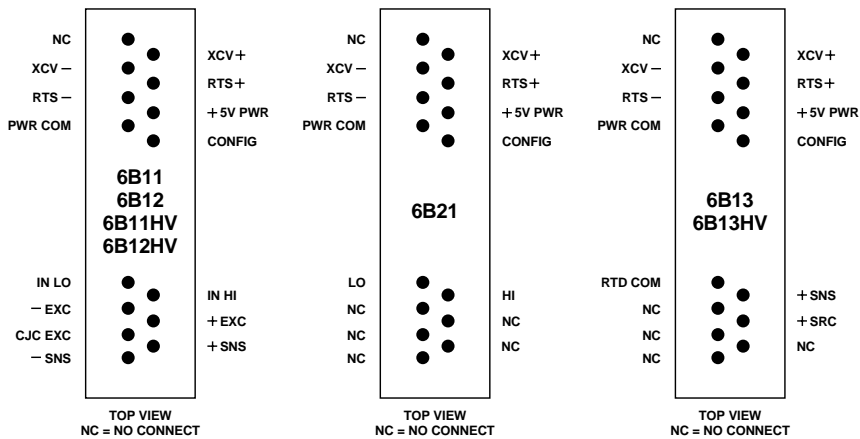 NC
XCV+
XCV−
RTS+
RTS−
+5V PWR
PWR COM
CONFIG
6B11
6B12
6B11HV
6B12HV
IN LO
IN HI
−EXC
+EXC
CJC EXC
+SNS
−SNS
TOP VIEW
NC = NO CONNECT
NC
XCV+
XCV−
RTS+
RTS−
+5V PWR
PWR COM
CONFIG
6B21
LO
HI
NC
NC
NC
NC
NC
TOP VIEW
NC = NO CONNECT
NC
XCV+
XCV−
RTS+
RTS−
+5V PWR
PWR COM
CONFIG
6B13
6B13HV
RTD COM
+SNS
NC
+SRC
NC
NC
NC
TOP VIEW
NC = NO CONNECT